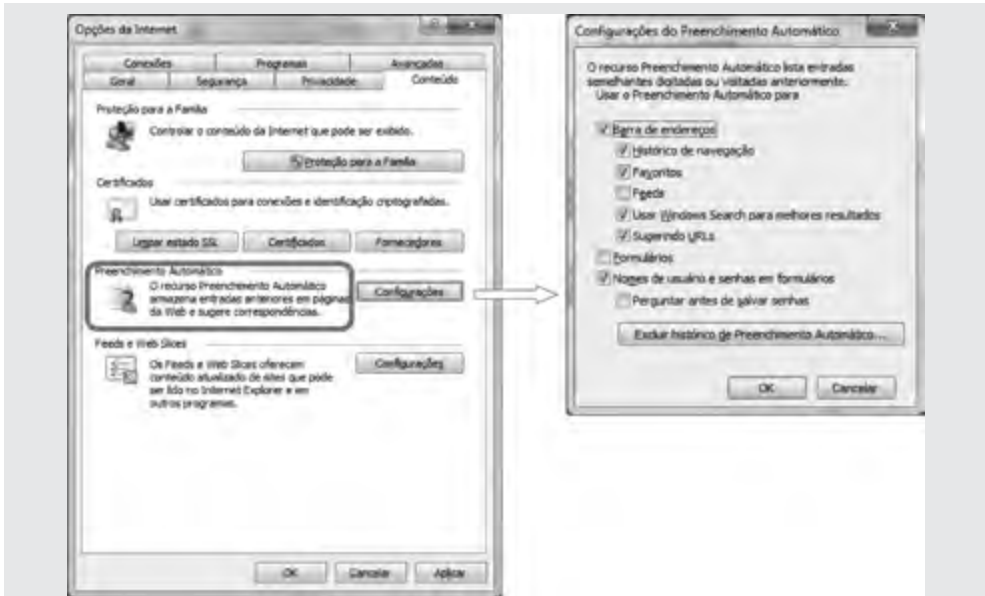 Opções da Internet
Conexões Programas Avançadas
Geral Segurança Privacidade Conteúdo
Proteção para a Família
Controlar o conteúdo da Internet que pode ser exibido.
Proteção para a Família
Certificados
Usar certificados para conexões e identificação criptografadas.
Limpar estado SSL Certificados Fornecedores
Preenchimento Automático
O recurso Preenchimento Automático
armazena entradas anteriores em páginas
da Web e sugere correspondências.
Configurações
Feeds e Web Slices
Os Feeds e Web Slices oferecem
conteúdo atualizado de sites que pode
ser lido no Internet Explorer e em
outros programas.
Configurações
OK Cancelar Aplicar
Configurações do Preenchimento Automático
O recurso Preenchimento Automático lista entradas
semelhantes digitadas ou visitadas anteriormente.
Usar o Preenchimento Automático para
Barra de endereços
Histórico de navegação
Favoritos
Feeds
Usar Windows Search para melhores resultados
Sugerindo URLs
Formulários
Nomes de usuário e senhas em formulários
Perguntar antes de salvar senhas
Excluir histórico de Preenchimento Automático...
OK Cancelar